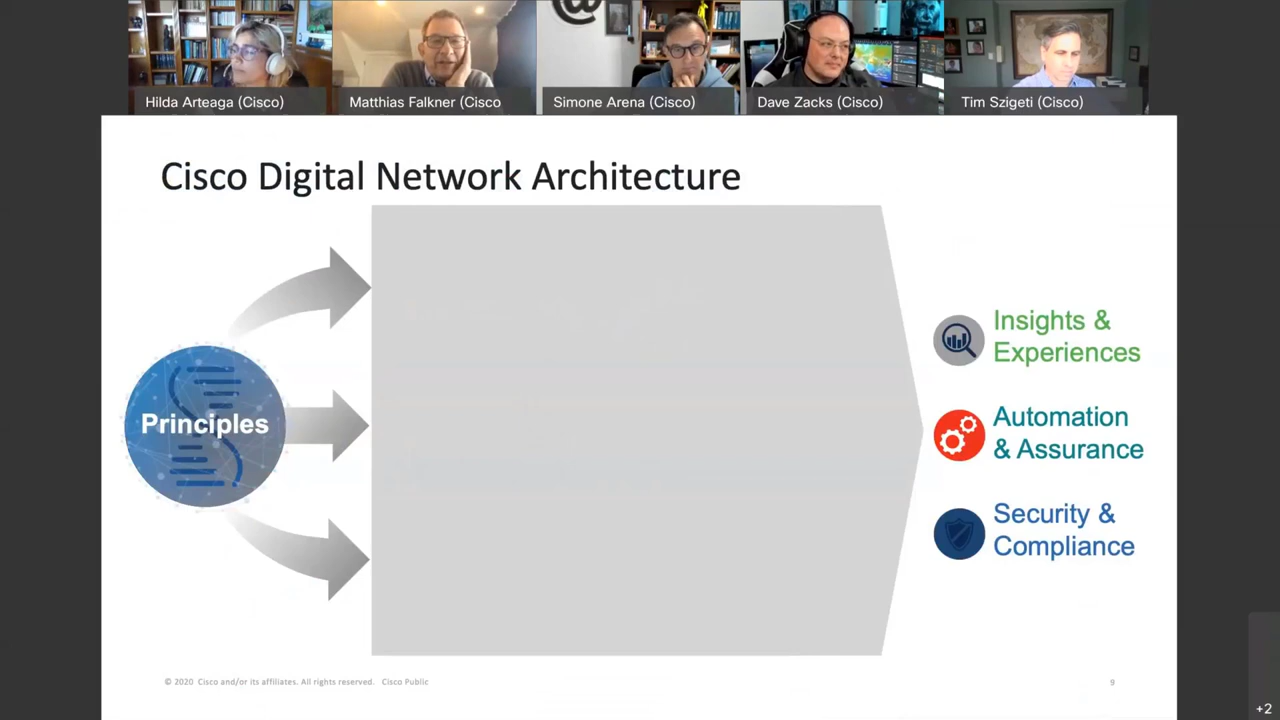 Hilda Arteaga (Cisco)
Matthias Falkner (Cisco
Simone Arena (Cisco)
Dave Zacks (Cisco)
Tim Szigeti (Cisco)
Cisco Digital Network Architecture
Principles
Insights &
Experiences
Automation
& Assurance
Security &
Compliance
© 2020 Cisco and/or its affiliates. All rights reserved. Cisco Public
9
+2